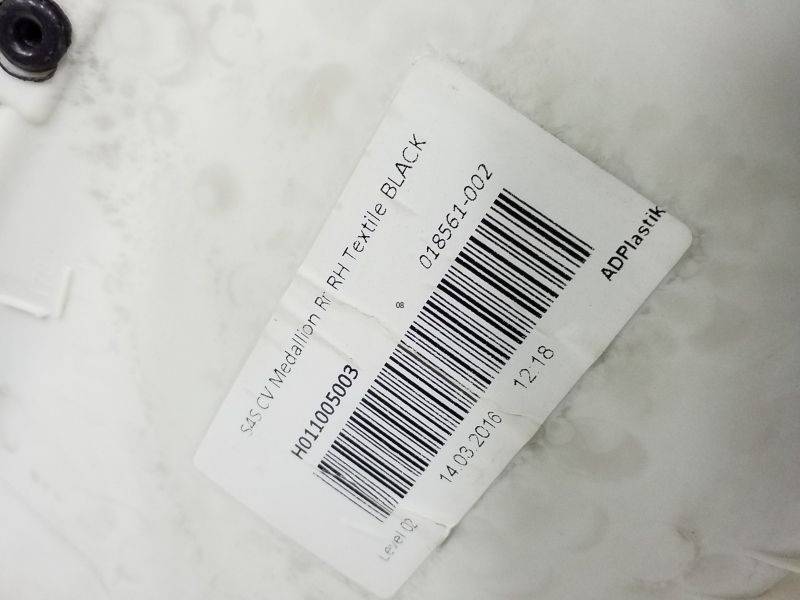 S4S CV Medallion Rr RH Textile BLACK
H011005003
08
018561-002
Level 02
14.03.2016
12:18
ADPlastik